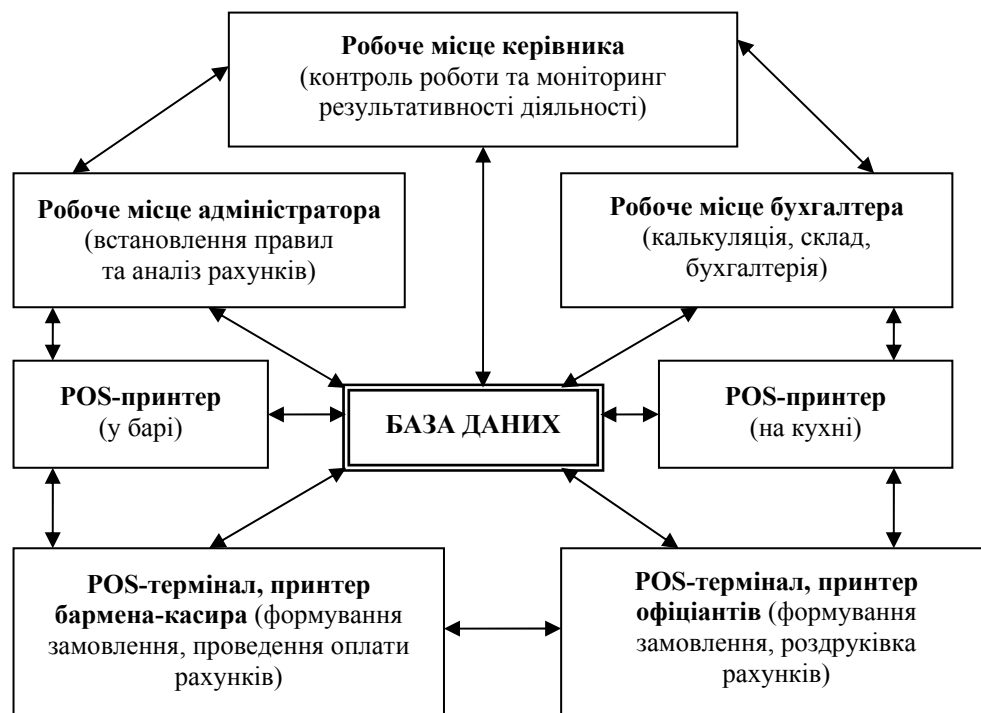 Робоче місце керівника
(контроль роботи та моніторинг
результативності діяльності)
Робоче місце адміністратора
(встановлення правил
та аналіз рахунків)
Робоче місце бухгалтера
(калькуляція, склад,
бухгалтерія)
POS-принтер
(у барі)
БАЗА ДАНИХ
POS-принтер
(на кухні)
POS-термінал, принтер
бармена-касира (формування
замовлення, проведення оплати
рахунків)
POS-термінал, принтер
офіціантів (формування
замовлення, роздруківка
рахунків)